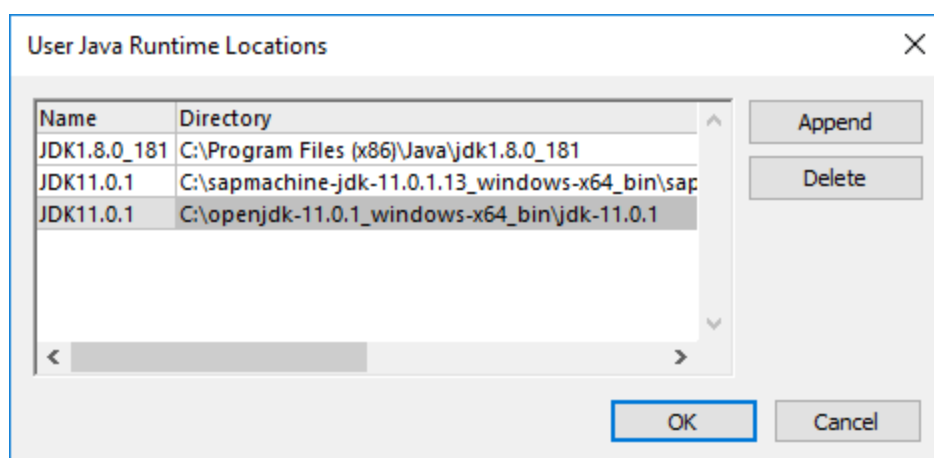 User Java Runtime Locations
Name Directory
JDK1.8.0_181 C:\Program Files (x86)\Java\jdk1.8.0_181
JDK11.0.1 C:\sapmachine-jdk-11.0.1.13_windows-x64_bin\sap
JDK11.0.1 C:\openjdk-11.0.1_windows-x64_bin\jdk-11.0.1
Append
Delete
OK Cancel